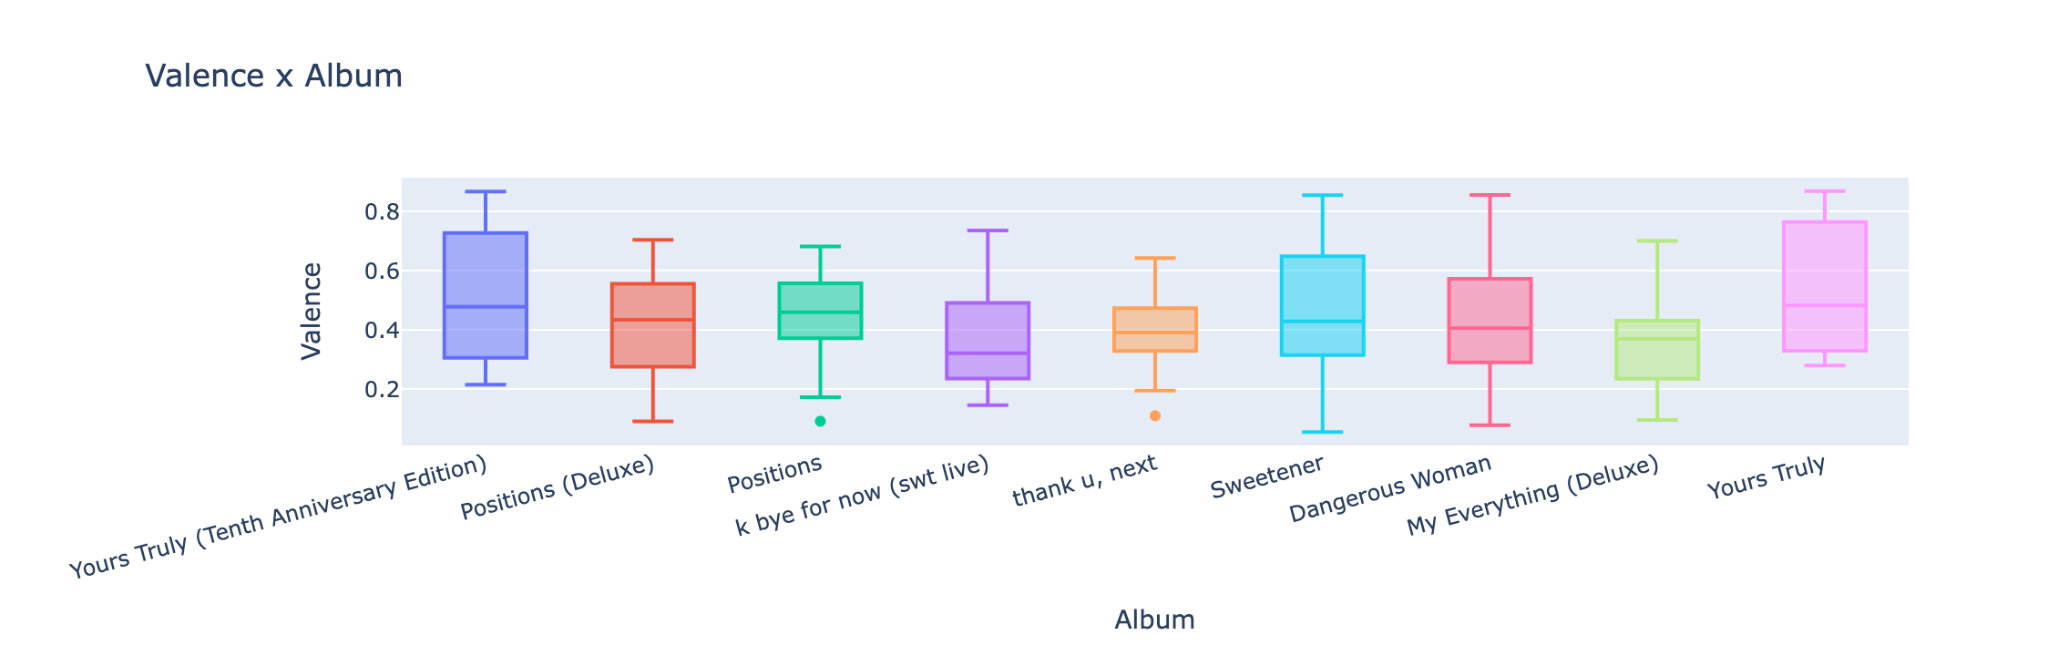 Valence x Album
Valence
0.8
0.6
0.4
0.2
Yours Truly (Tenth Anniversary Edition)
Positions (Deluxe)
Positions
k bye for now (swt live)
thank u, next
Sweetener
Dangerous Woman
My Everything (Deluxe)
Yours Truly
Album